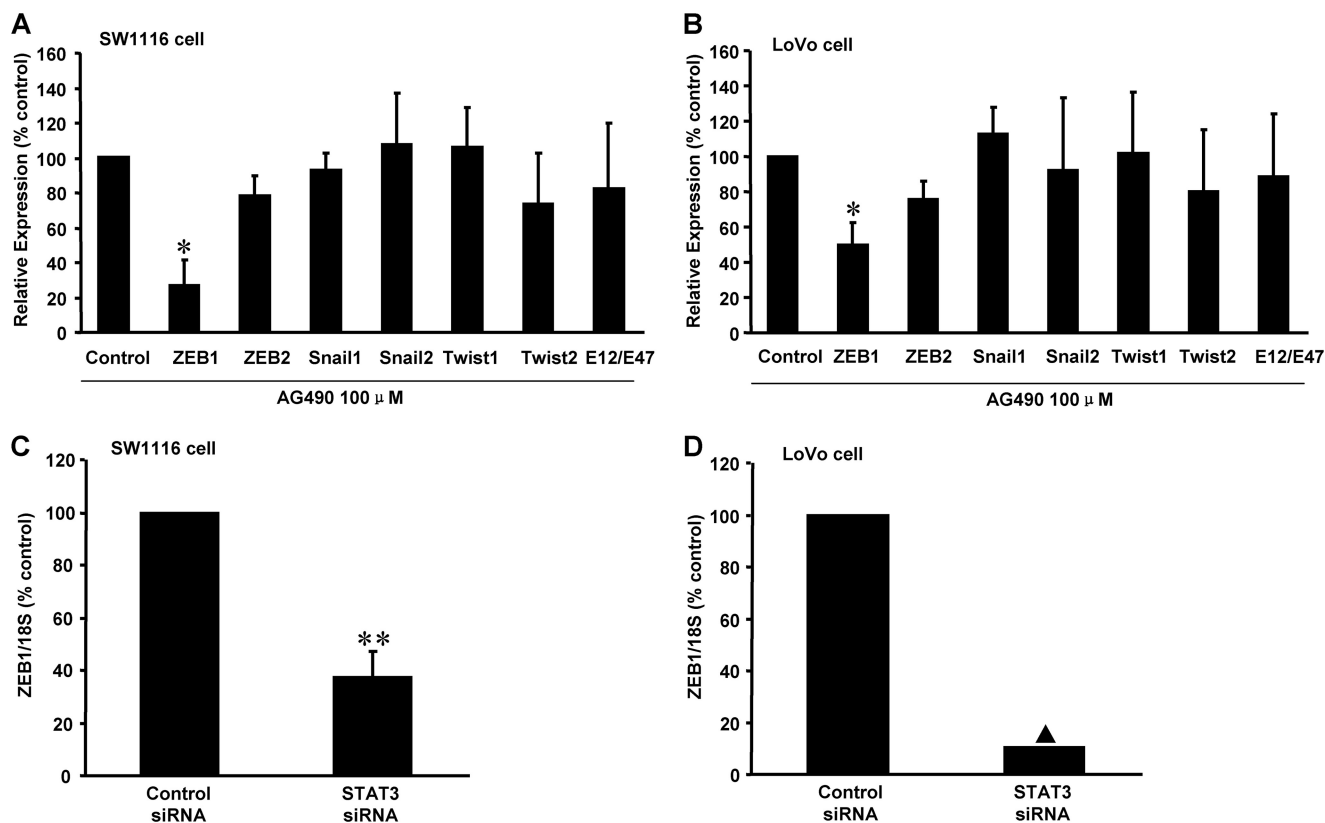 A
SW1116 cell
Relative Expression (% control)
160
140
120
100
80
60
40
20
0
*
Control ZEB1 ZEB2 Snail1 Snail2 Twist1 Twist2 E12/E47
AG490 100 μM
B
LoVo cell
Relative Expression (% control)
160
140
120
100
80
60
40
20
0
*
Control ZEB1 ZEB2 Snail1 Snail2 Twist1 Twist2 E12/E47
AG490 100 μM
C
SW1116 cell
ZEB1/18S (% control)
120
100
80
60
40
20
0
**
Control
siRNA
STAT3
siRNA
D
LoVo cell
ZEB1/18S (% control)
120
100
80
60
40
20
0
▲
Control
siRNA
STAT3
siRNA